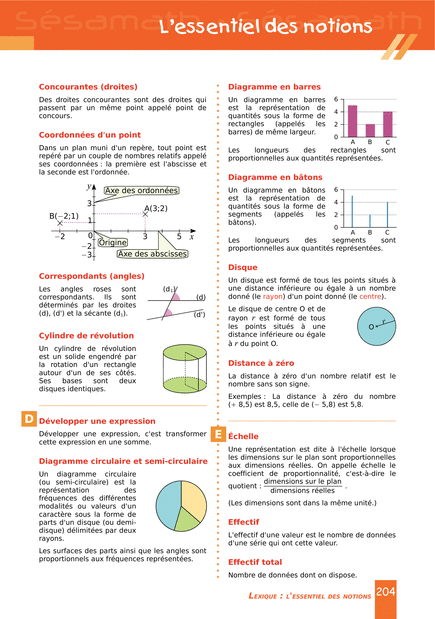 Sésamath
L'essentiel des notions
Concourantes (droites)
Des droites concourantes sont des droites qui
passent par un même point appelé point de
concours.
Coordonnées d'un point
Dans un plan muni d'un repère, tout point est
repéré par un couple de nombres relatifs appelé
ses coordonnées : la première est l'abscisse et
la seconde est l'ordonnée.
y
Axe des ordonnées
3
A(3;2)
B(−2;1)
1
−2
0
1
3
5
x
Origine
−2
−3
Axe des abscisses
Correspondants (angles)
Les angles roses sont
correspondants. Ils sont
déterminés par les droites
(d), (d') et la sécante (d₁).
(d₁)
(d)
(d')
Cylindre de révolution
Un cylindre de révolution
est un solide engendré par
la rotation d'un rectangle
autour d'un de ses côtés.
Ses bases sont deux
disques identiques.
D
Développer une expression
Développer une expression, c'est transformer
cette expression en une somme.
Diagramme circulaire et semi-circulaire
Un diagramme circulaire
(ou semi-circulaire) est la
représentation des
fréquences des différentes
modalités ou valeurs d'un
caractère sous la forme de
parts d'un disque (ou demi-
disque) délimitées par deux
rayons.
Les surfaces des parts ainsi que les angles sont
proportionnels aux fréquences représentées.
Diagramme en barres
Un diagramme en barres
est la représentation de
quantités sous la forme de
rectangles (appelés les
barres) de même largeur.
6
4
2
0
A B C
Les longueurs des rectangles sont
proportionnelles aux quantités représentées.
Diagramme en bâtons
Un diagramme en bâtons
est la représentation de
quantités sous la forme de
segments (appelés les
bâtons).
6
4
2
0
A B C
Les longueurs des segments sont
proportionnelles aux quantités représentées.
Disque
Un disque est formé de tous les points situés à
une distance inférieure ou égale à un nombre
donné (le rayon) d'un point donné (le centre).
Le disque de centre O et de
rayon r est formé de tous
les points situés à une
distance inférieure ou égale
à r du point O.
O
r
Distance à zéro
La distance à zéro d'un nombre relatif est le
nombre sans son signe.
Exemples : La distance à zéro du nombre
(+ 8,5) est 8,5, celle de (− 5,8) est 5,8.
E
Échelle
Une représentation est dite à l'échelle lorsque
les dimensions sur le plan sont proportionnelles
aux dimensions réelles. On appelle échelle le
coefficient de proportionnalité, c'est-à-dire le
quotient : dimensions sur le plan
dimensions réelles .
(Les dimensions sont dans la même unité.)
Effectif
L'effectif d'une valeur est le nombre de données
d'une série qui ont cette valeur.
Effectif total
Nombre de données dont on dispose.
Lexique : l'essentiel des notions 204